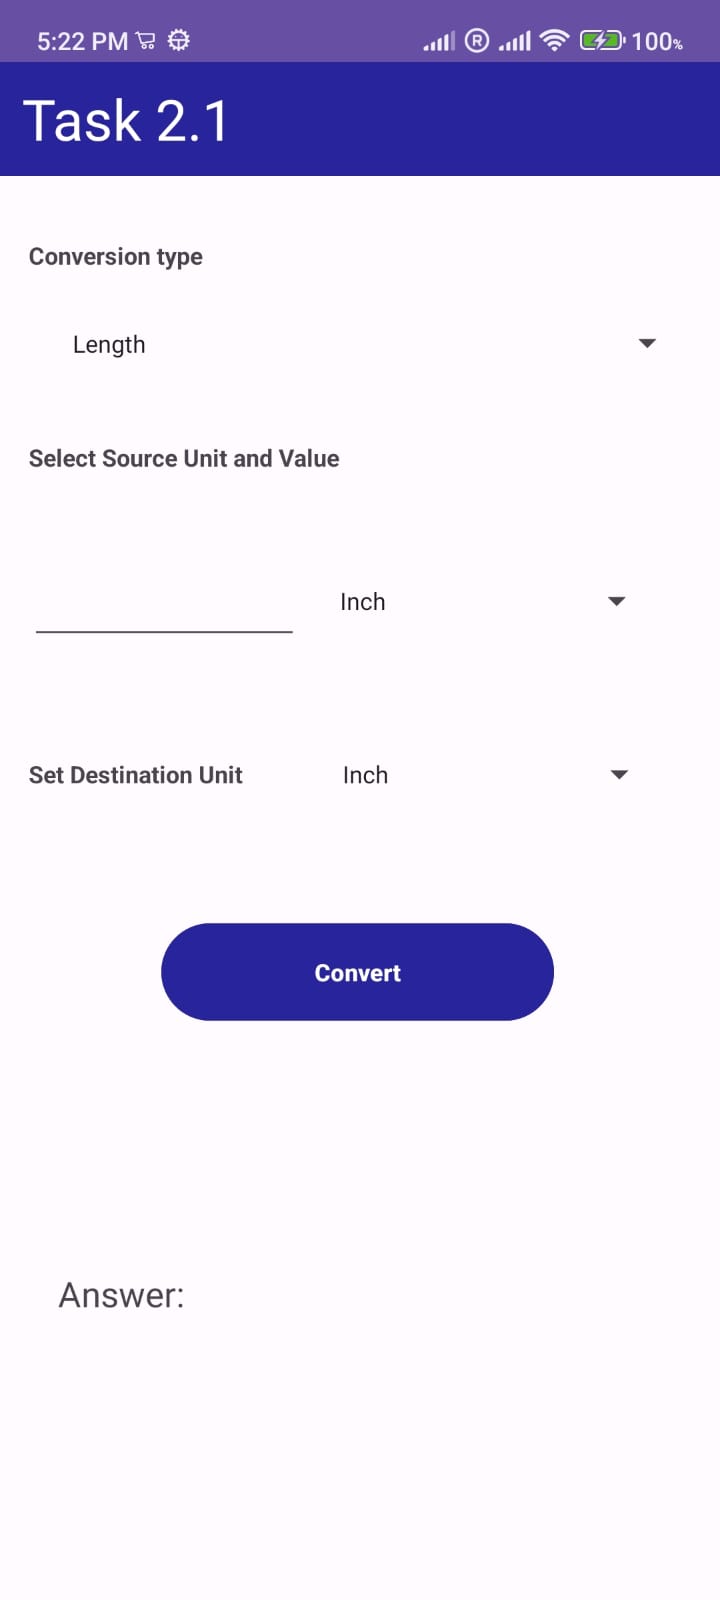 5:22 PM R 100%
Task 2.1
Conversion type
Length
Select Source Unit and Value
Inch
Set Destination Unit Inch
Convert
Answer: